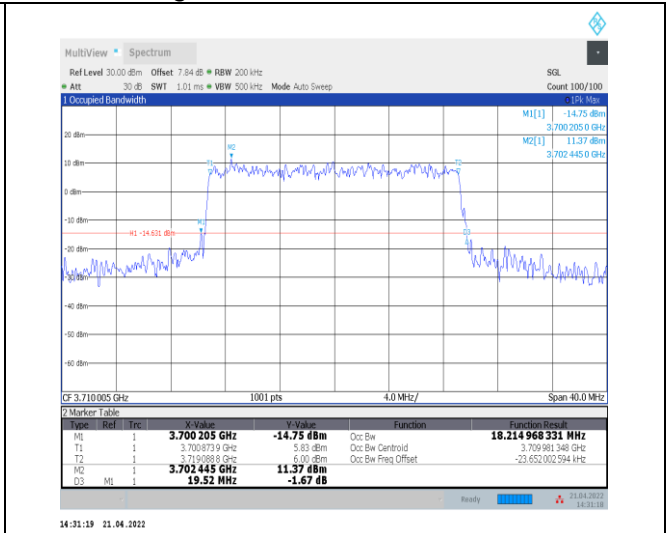 MultiView Spectrum
Ref Level 30.00 dBm Offset 7.84 dB RBW 200 kHz SGL
Att 30 dB SWT 1.01 ms VBW 500 kHz Mode Auto Sweep Count 100/100
1 Occupied Bandwidth 1Pk Max
M1[1] -14.75 dBm
3.700 205 0 GHz
M2[1] 11.37 dBm
3.702 445 0 GHz
20 dBm
M2
10 dBm
T1 T2
0 dBm
-10 dBm
M1
H1 -14.631 dBm
D3
-20 dBm
-30 dBm
-40 dBm
-50 dBm
-60 dBm
CF 3.710 005 GHz 1001 pts 4.0 MHz/ Span 40.0 MHz
2 Marker Table
Type Ref Trc X-Value Y-Value Function Function Result
M1 1 3.700 205 GHz -14.75 dBm Occ Bw 18.214 968 331 MHz
T1 1 3.700 873 9 GHz 5.83 dBm Occ Bw Centroid 3.709 981 348 GHz
T2 1 3.719 088 8 GHz 6.00 dBm Occ Bw Freq Offset -23.652 002 594 kHz
M2 1 3.702 445 GHz 11.37 dBm
D3 M1 1 19.52 MHz -1.67 dB
Ready 21.04.2022
14:31:18
14:31:19 21.04.2022